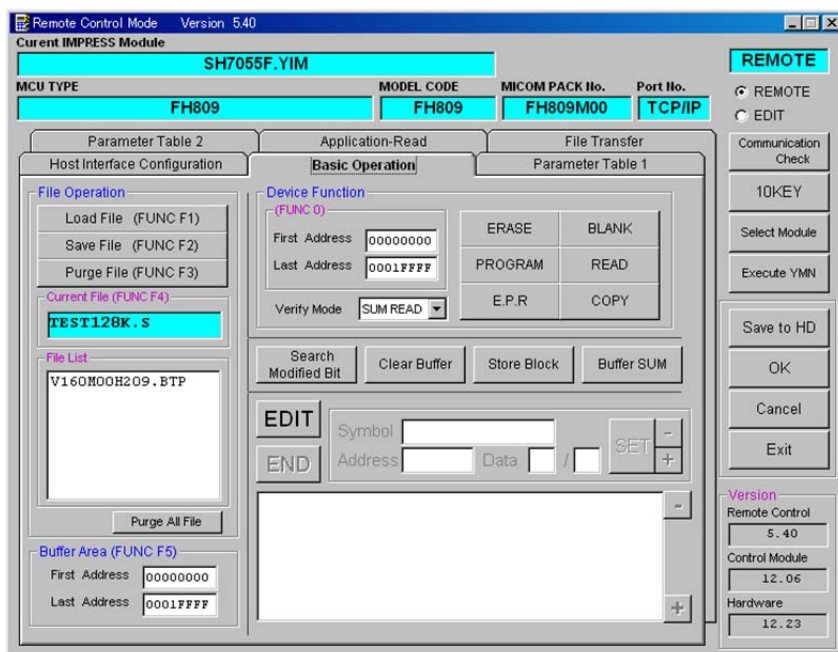 Remote Control Mode Version 5.40
Curent IMPRESS Module
SH7055F.YIM
REMOTE
MCU TYPE
MODEL CODE
MICOM PACK No.
Port No.
FH809
FH809
FH809M00
TCP/IP
REMOTE
EDIT
Parameter Table 2
Application-Read
File Transfer
Host Interface Configuration
Basic Operation
Parameter Table 1
Communication
Check
10KEY
Select Module
Execute YMN
Save to HD
OK
Cancel
Exit
File Operation
Load File (FUNC F1)
Save File (FUNC F2)
Purge File (FUNC F3)
Current File (FUNC F4)
TEST128K.S
File List
V160M00H209.BTP
Purge All File
Buffer Area (FUNC F5)
First Address 00000000
Last Address 0001FFFF
Device Function
(FUNC 0)
First Address 00000000
Last Address 0001FFFF
Verify Mode SUM READ
ERASE
BLANK
PROGRAM
READ
E.P.R
COPY
Search
Modified Bit
Clear Buffer
Store Block
Buffer SUM
EDIT
END
Symbol
Address
Data
/
SET
-
+
-
+
Version
Remote Control
5.40
Control Module
12.06
Hardware
12.23